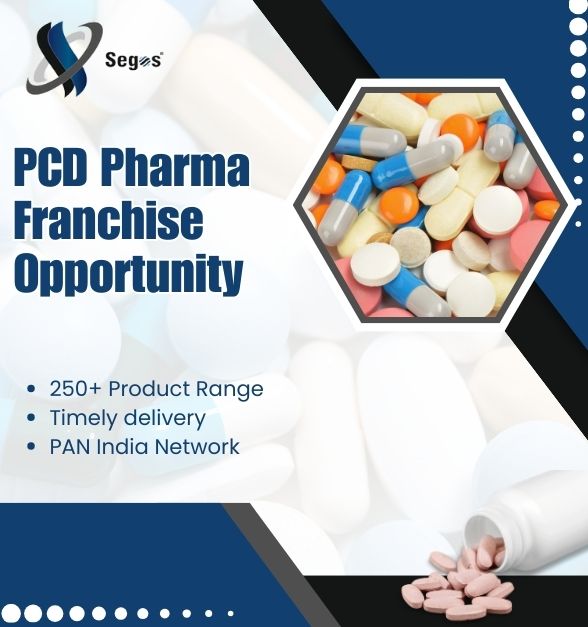 Segos®
PCD Pharma
Franchise
Opportunity
• 250+ Product Range
• Timely delivery
• PAN India Network